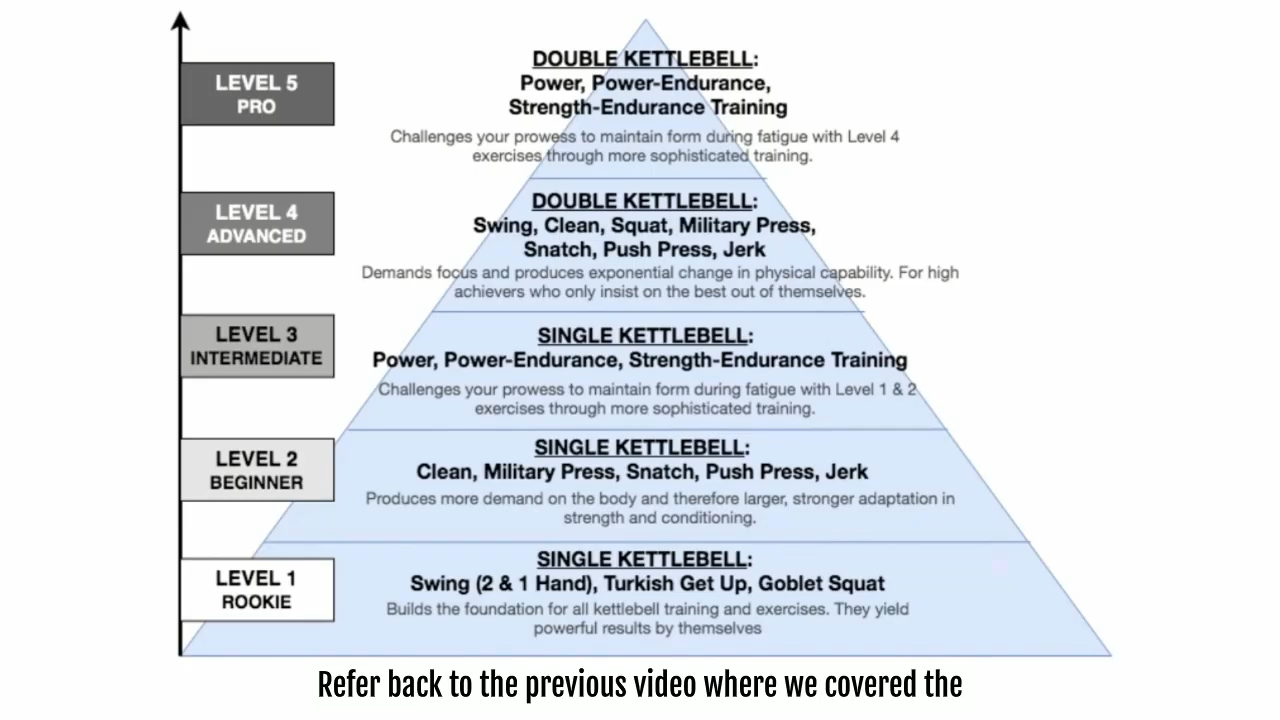 LEVEL 5
PRO
DOUBLE KETTLEBELL:
Power, Power-Endurance,
Strength-Endurance Training
Challenges your prowess to maintain form during fatigue with Level 4
exercises through more sophisticated training.
LEVEL 4
ADVANCED
DOUBLE KETTLEBELL:
Swing, Clean, Squat, Military Press,
Snatch, Push Press, Jerk
Demands focus and produces exponential change in physical capability. For high
achievers who only insist on the best out of themselves.
LEVEL 3
INTERMEDIATE
SINGLE KETTLEBELL:
Power, Power-Endurance, Strength-Endurance Training
Challenges your prowess to maintain form during fatigue with Level 1 & 2
exercises through more sophisticated training.
LEVEL 2
BEGINNER
SINGLE KETTLEBELL:
Clean, Military Press, Snatch, Push Press, Jerk
Produces more demand on the body and therefore larger, stronger adaptation in
strength and conditioning.
LEVEL 1
ROOKIE
SINGLE KETTLEBELL:
Swing (2 & 1 Hand), Turkish Get Up, Goblet Squat
Builds the foundation for all kettlebell training and exercises. They yield
powerful results by themselves
Refer back to the previous video where we covered the